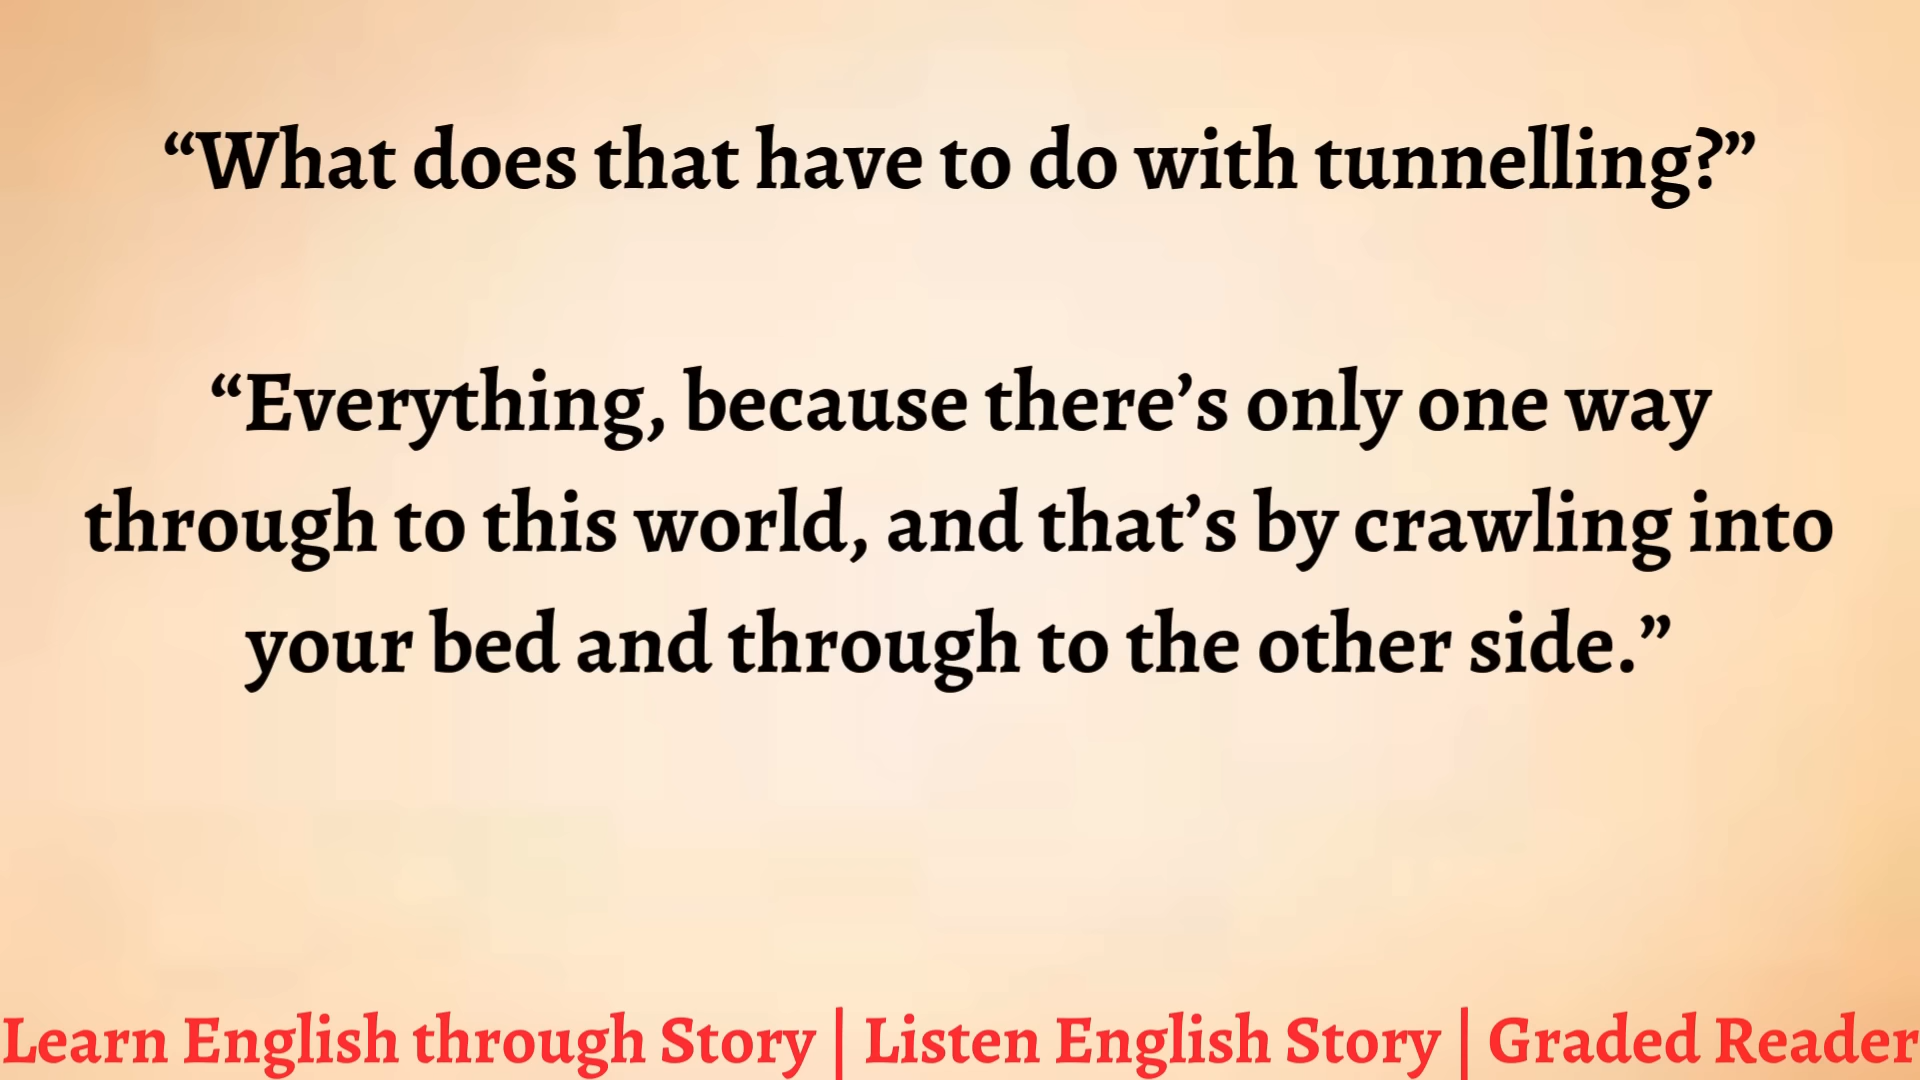 “What does that have to do with tunnelling?”
“Everything, because there’s only one way
through to this world, and that’s by crawling into
your bed and through to the other side.”
Learn English through Story | Listen English Story | Graded Reader